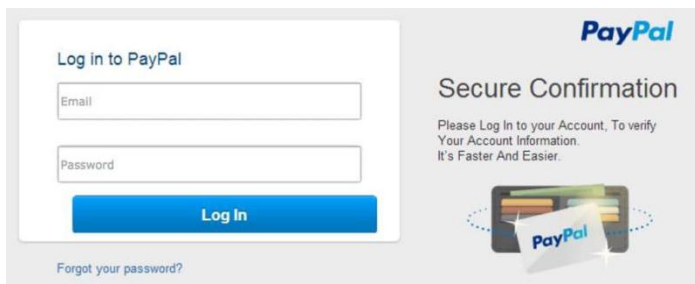 PayPal
Log in to PayPal
Email
Password
Log In
Forgot your password?
Secure Confirmation
Please Log In to your Account, To verify
Your Account Information.
It's Faster And Easier.
PayPal